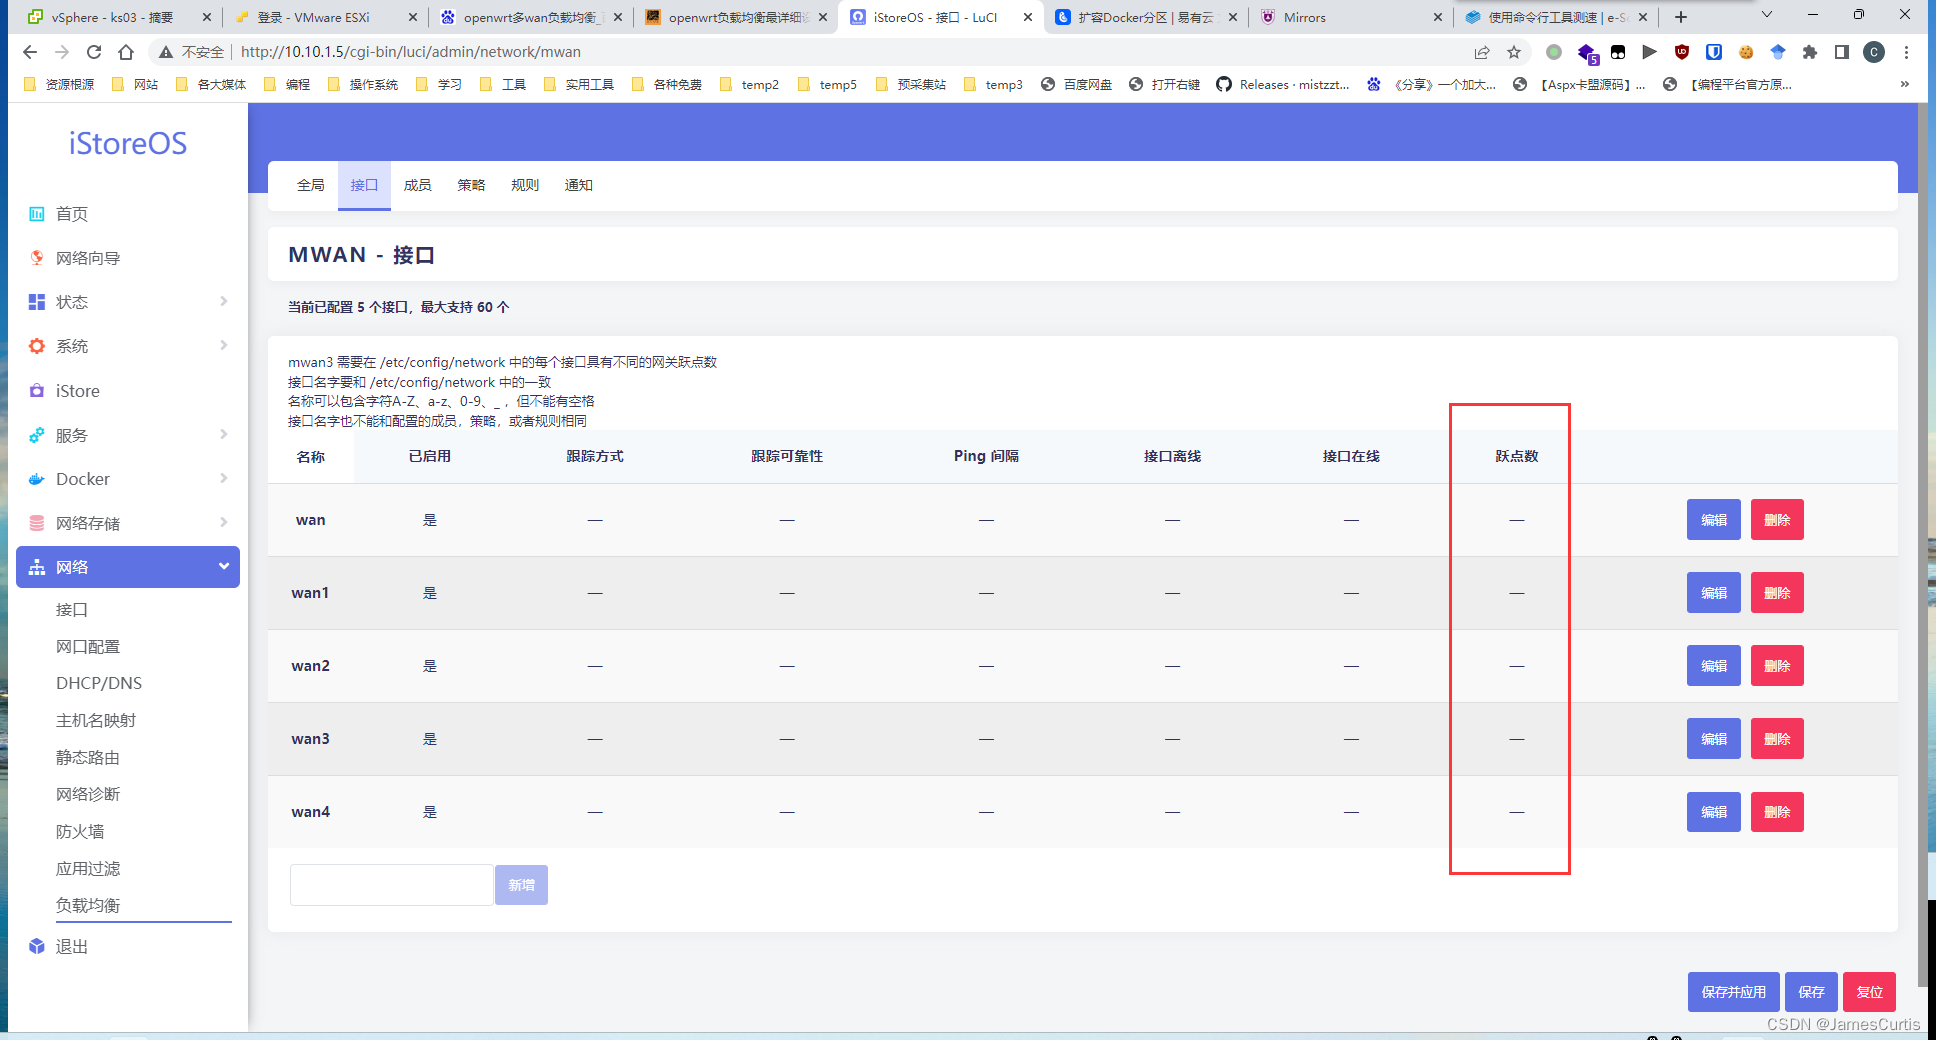 vSphere - ks03 - 摘要
登录 - VMware ESXi
openwrt多wan负载均衡_
openwrt负载均衡最详细设
iStoreOS - 接口 - LuCI
扩容Docker分区 | 易有云
Mirrors
使用命令行工具测速 | e-S
不安全
http://10.10.1.5/cgi-bin/luci/admin/network/mwan
5
C
资源根源
网站
各大媒体
编程
操作系统
学习
工具
实用工具
各种免费
temp2
temp5
预采集站
temp3
百度网盘
打开右键
Releases · mistzzt...
《分享》一个加大...
【Aspx卡盟源码】...
【编程平台官方原...
»
iStoreOS
首页
网络向导
状态
系统
iStore
服务
Docker
网络存储
网络
接口
网口配置
DHCP/DNS
主机名映射
静态路由
网络诊断
防火墙
应用过滤
负载均衡
退出
全局
接口
成员
策略
规则
通知
MWAN - 接口
当前已配置 5 个接口，最大支持 60 个
mwan3 需要在 /etc/config/network 中的每个接口具有不同的网关跃点数
接口名字要和 /etc/config/network 中的一致
名称可以包含字符A-Z、a-z、0-9、_ ，但不能有空格
接口名字也不能和配置的成员，策略，或者规则相同
名称 已启用 跟踪方式 跟踪可靠性 Ping 间隔 接口离线 接口在线 跃点数
wan 是 — — — — — — 编辑 删除
wan1 是 — — — — — — 编辑 删除
wan2 是 — — — — — — 编辑 删除
wan3 是 — — — — — — 编辑 删除
wan4 是 — — — — — — 编辑 删除
新增
保存并应用 保存 复位
CSDN @JamesCurtis